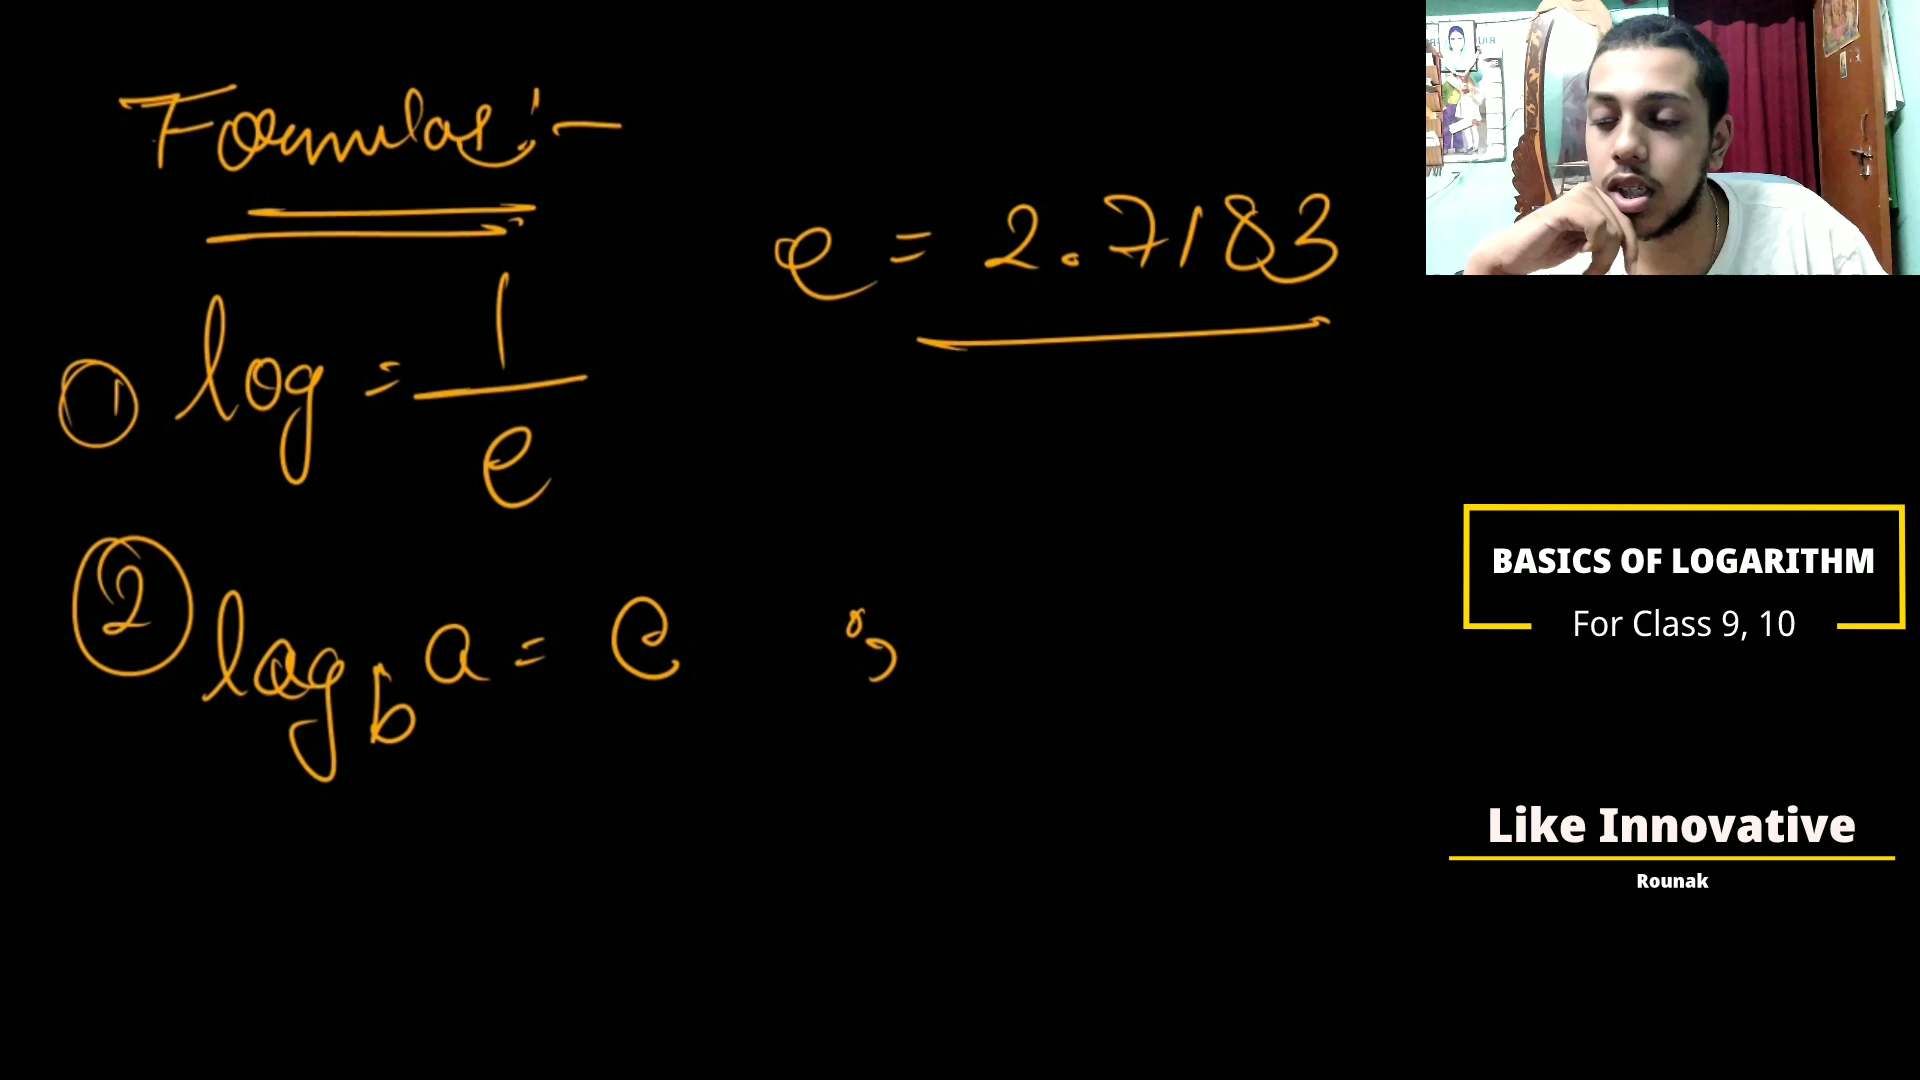 Formulas:-
e = 2.7183
① log = 1/e
② log_b a = c ;
BASICS OF LOGARITHM
For Class 9, 10
Like Innovative
Rounak